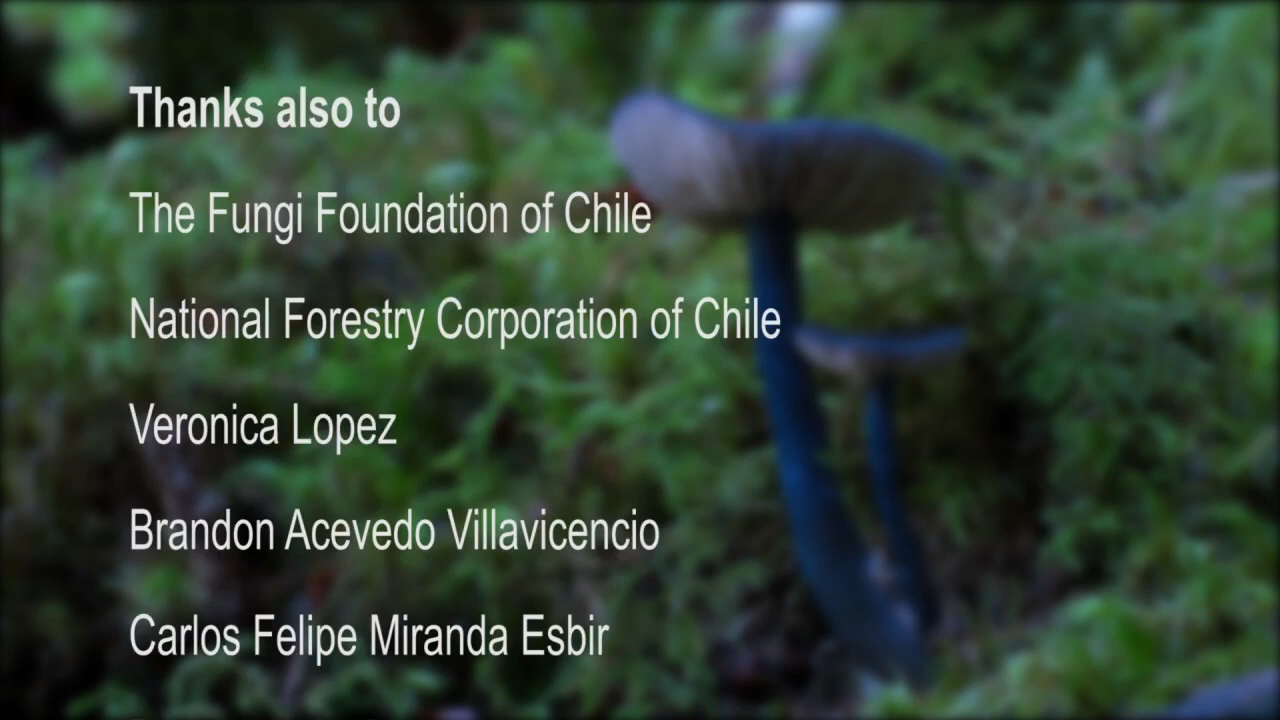 Thanks also to
The Fungi Foundation of Chile
National Forestry Corporation of Chile
Veronica Lopez
Brandon Acevedo Villavicencio
Carlos Felipe Miranda Esbir